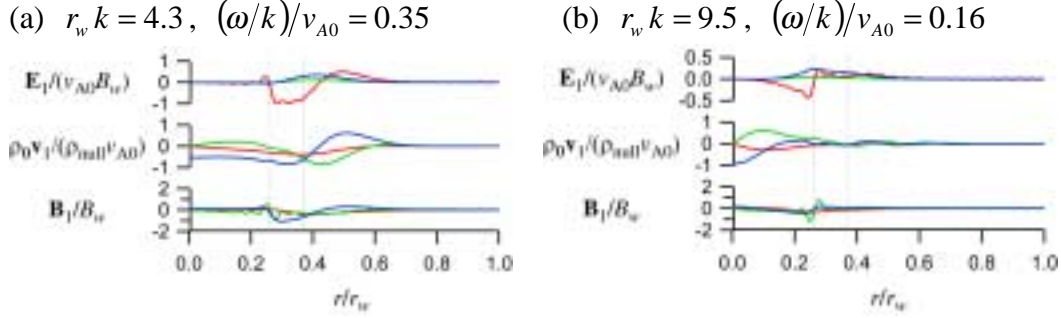 (a) r_w k = 4.3 , (ω/k)/v_A0 = 0.35
E₁/(v_A0 B_w)
1
0
-1
ρ₀v₁/(ρ_null v_A0)
1
0
-1
B₁/B_w
2
0
-2
0.0 0.2 0.4 0.6 0.8 1.0
r/r_w
(b) r_w k = 9.5 , (ω/k)/v_A0 = 0.16
E₁/(v_A0 B_w)
0.5
0.0
-0.5
ρ₀v₁/(ρ_null v_A0)
1
0
-1
B₁/B_w
2
0
-2
0.0 0.2 0.4 0.6 0.8 1.0
r/r_w